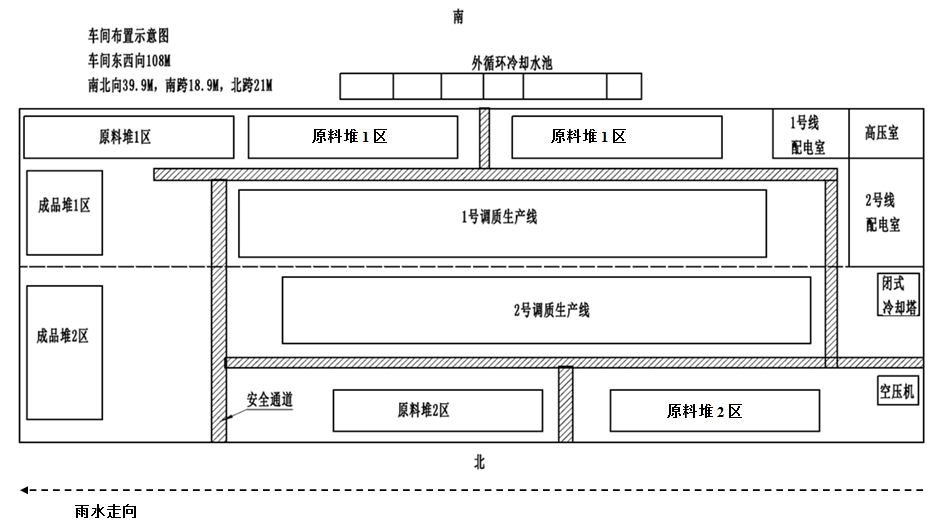 南
车间布置示意图
车间东西向108M
南北向39.9M，南跨18.9M，北跨21M
外循环冷却水池
原料堆1区
原料堆1区
原料堆1区
1号线
配电室
高压室
成品堆1区
1号调质生产线
2号线
配电室
成品堆2区
2号调质生产线
闭式
冷却塔
安全通道
原料堆2区
原料堆2区
空压机
北
雨水走向